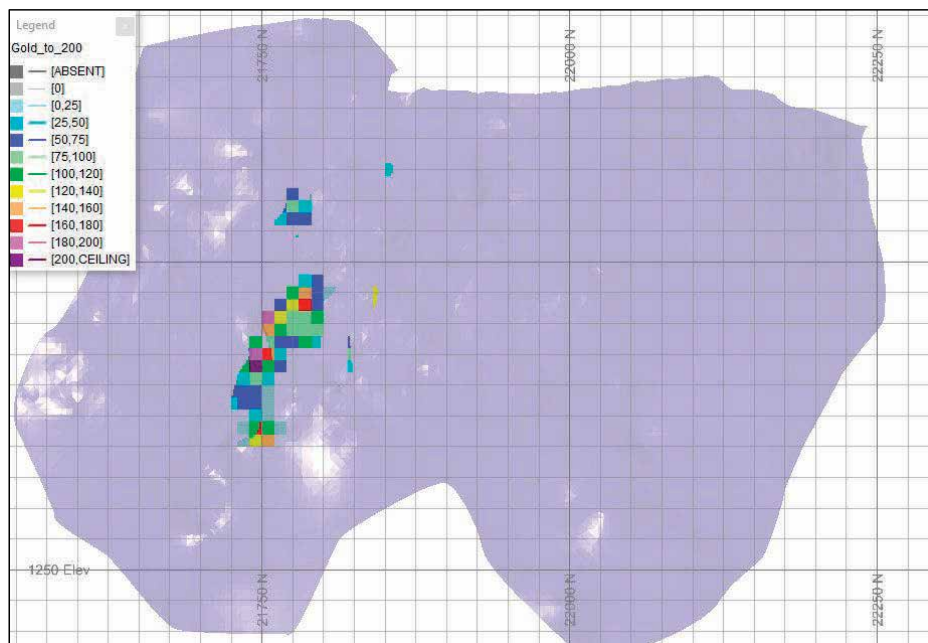 Legend
Gold_to_200
[ABSENT]
[0]
[0,25]
[25,50]
[50,75]
[75,100]
[100,120]
[120,140]
[140,160]
[160,180]
[180,200]
[200,CEILING]
21750 N
22000 N
22250 N
1250 Elev
21750 N
22000 N
22250 N